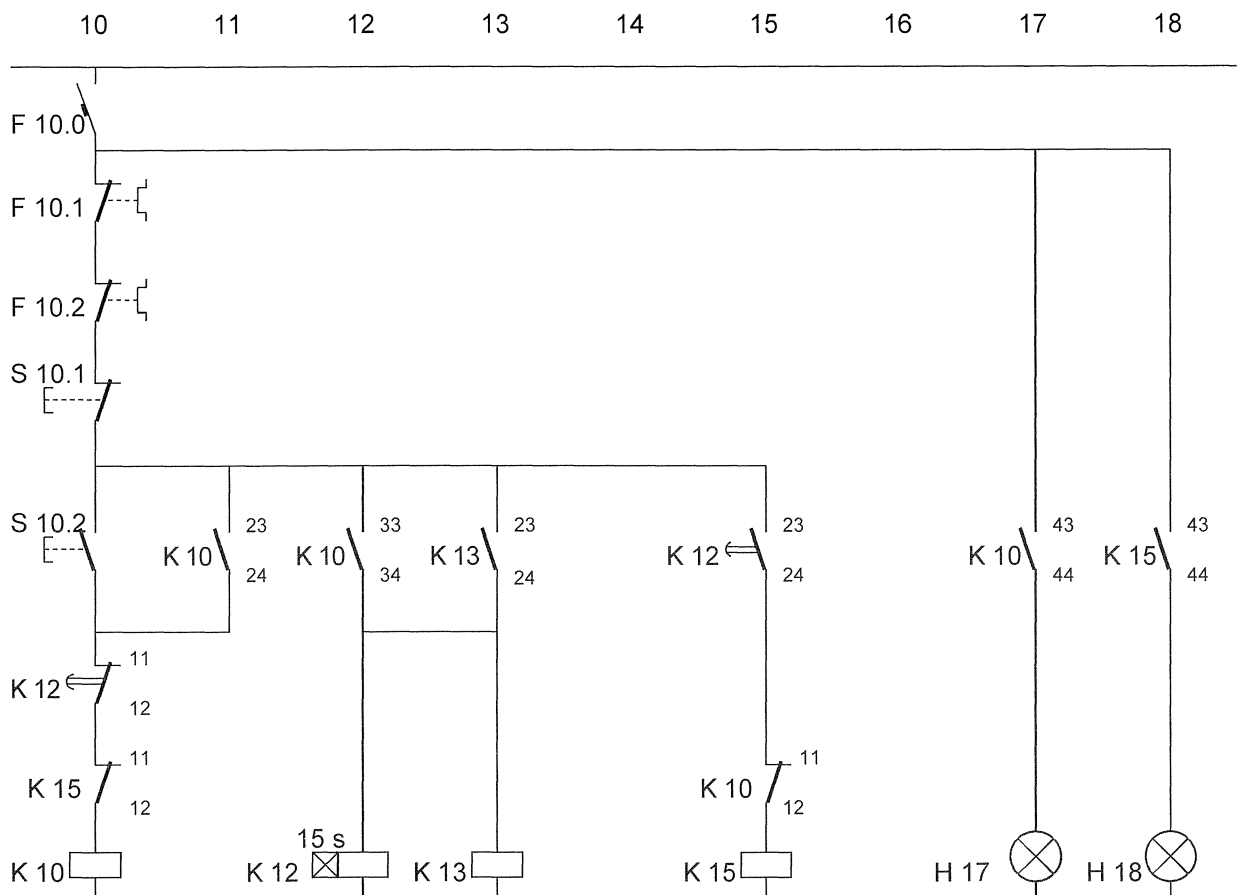 10 11 12 13 14 15 16 17 18
F 10.0
F 10.1
F 10.2
S 10.1
S 10.2 23 33 23 23 43 43
K 10 K 10 K 13 K 12 K 10 K 15
24 34 24 24 44 44
11
K 12
12
11 11
K 15 K 10
12 12
15 s
K 10 K 12 K 13 K 15 H 17 H 18